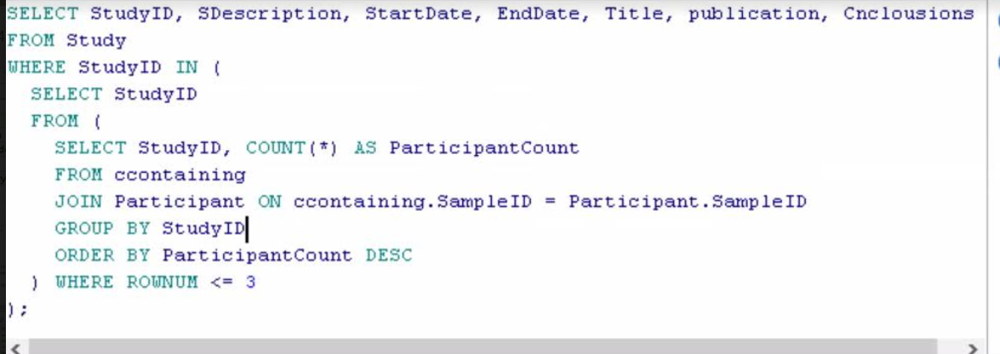 SELECT StudyID, SDescription, StartDate, EndDate, Title, publication, Cnclousions
FROM Study
WHERE StudyID IN (
SELECT StudyID
FROM (
SELECT StudyID, COUNT(*) AS ParticipantCount
FROM ccontaining
JOIN Participant ON ccontaining.SampleID = Participant.SampleID
GROUP BY StudyID
ORDER BY ParticipantCount DESC
) WHERE ROWNUM <= 3
);